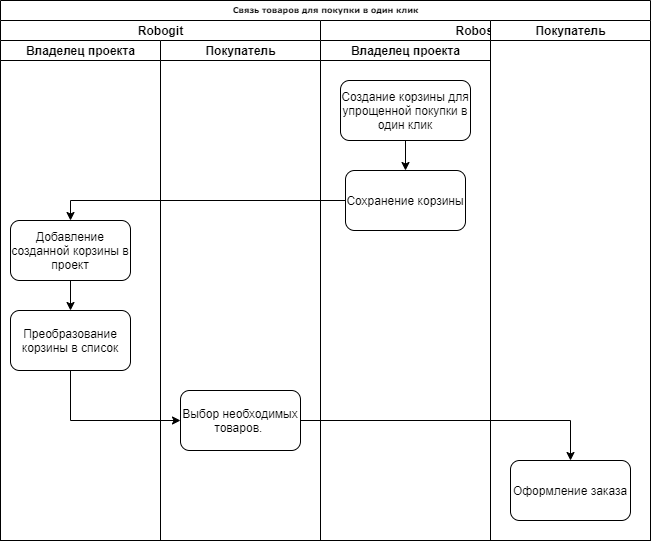 Связь товаров для покупки в один клик
Robogit
Владелец проекта
Покупатель
Владелец проекта
Покупатель
Создание корзины для
упрощенной покупки в
один клик
Сохранение корзины
Добавление
созданной корзины в
проект
Преобразование
корзины в список
Выбор необходимых
товаров.
Оформление заказа